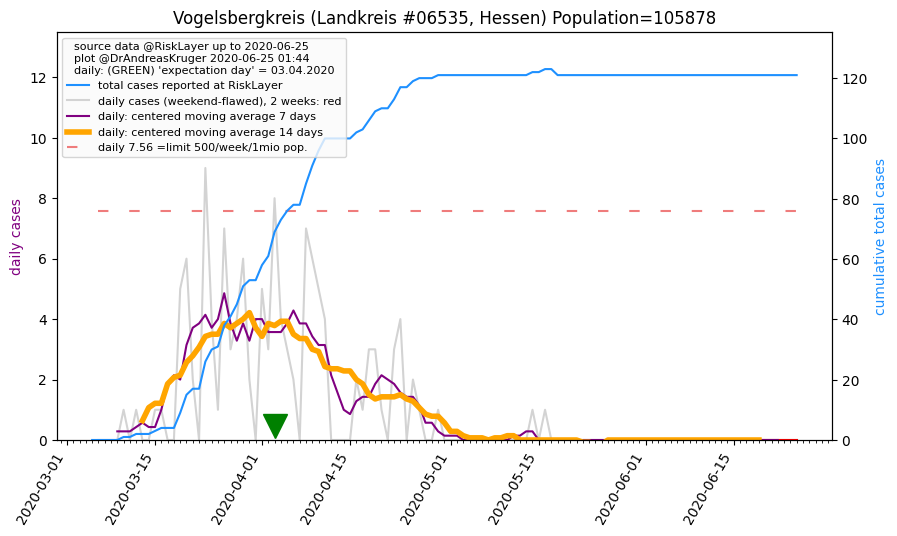 Vogelsbergkreis (Landkreis #06535, Hessen) Population=105878
source data @RiskLayer up to 2020-06-25
plot @DrAndreasKruger 2020-06-25 01:44
daily: (GREEN) 'expectation day' = 03.04.2020
total cases reported at RiskLayer
daily cases (weekend-flawed), 2 weeks: red
daily: centered moving average 7 days
daily: centered moving average 14 days
daily 7.56 =limit 500/week/1mio pop.
daily cases
12
10
8
6
4
2
0
120
100
80
60
40
20
0
cumulative total cases
2020-03-01
2020-03-15
2020-04-01
2020-04-15
2020-05-01
2020-05-15
2020-06-01
2020-06-15